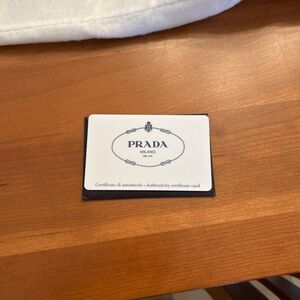 PRADA
MILANO
DAL 1913
Certificato di autenticità - Authenticity certificate card